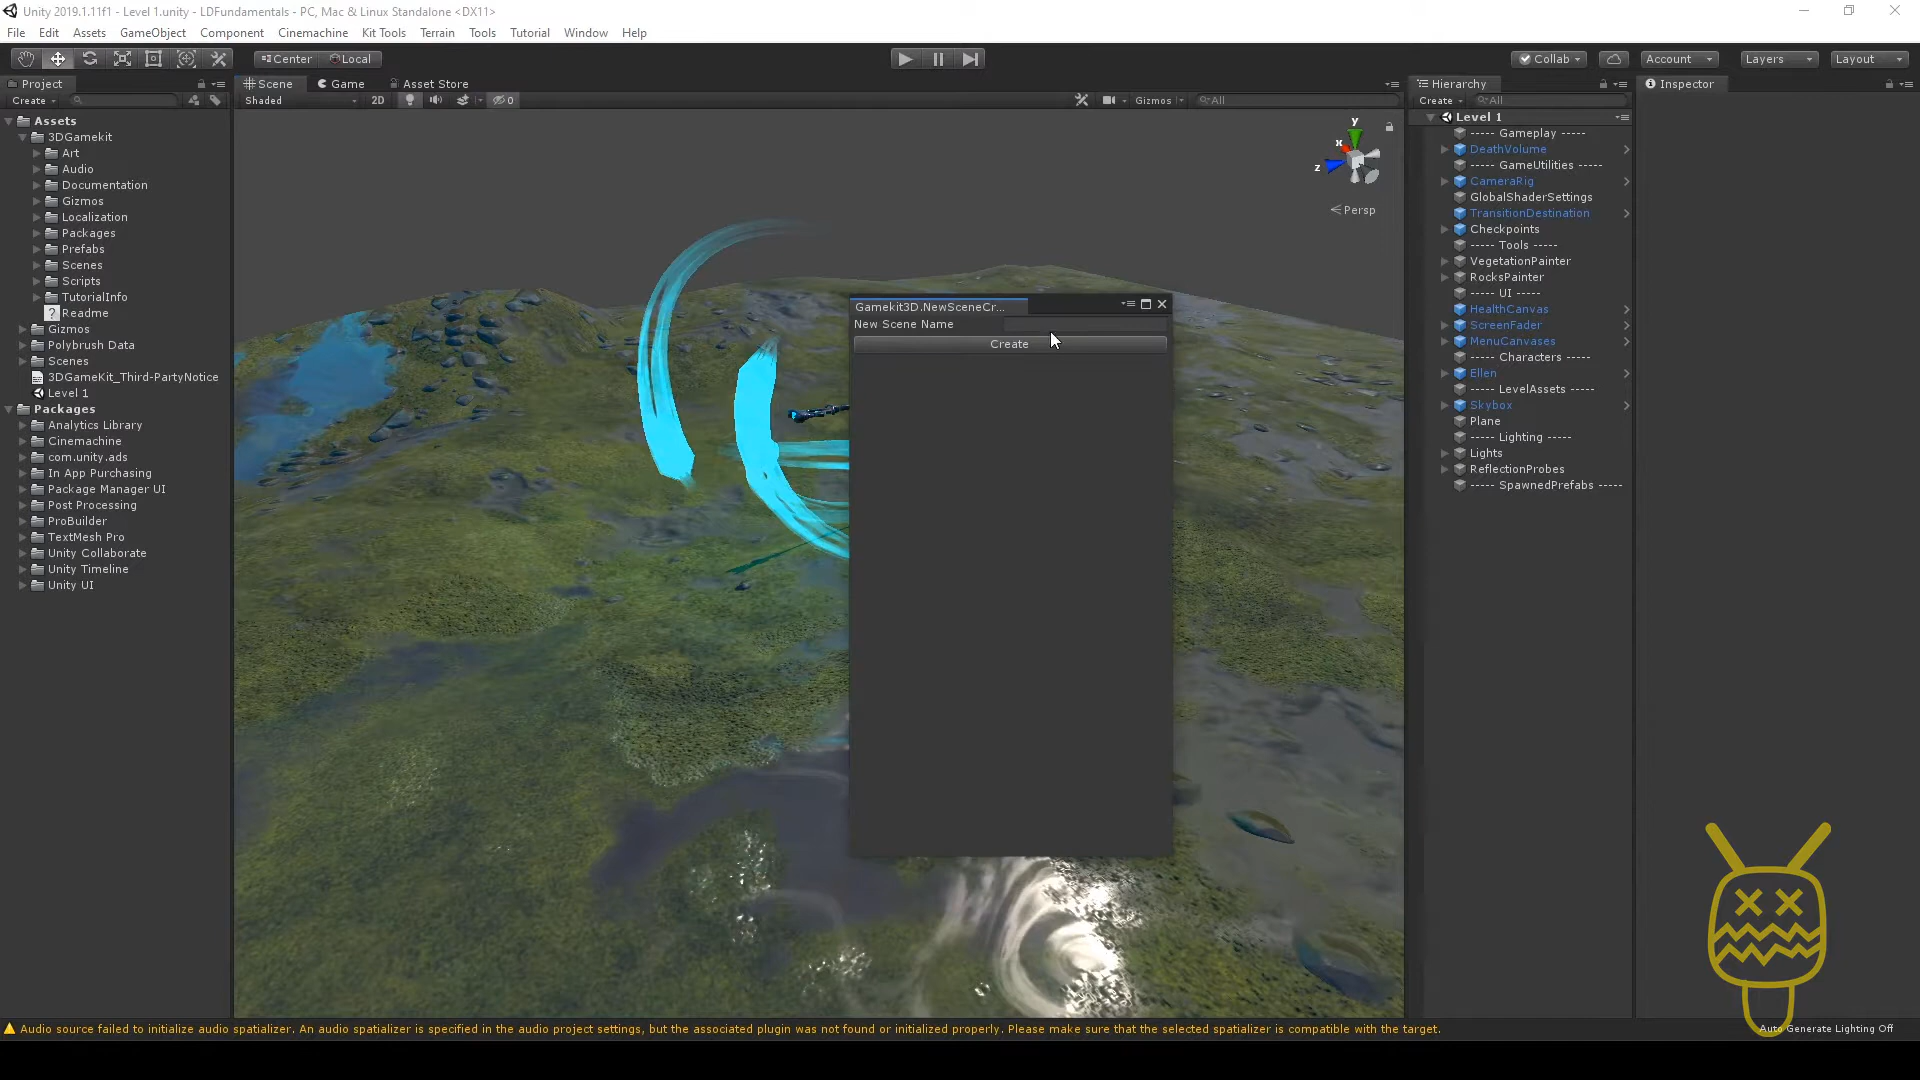 Unity 2019.1.11f1 - Level 1.unity - LDFundamentals - PC, Mac & Linux Standalone <DX11>
File Edit Assets GameObject Component Cinemachine Kit Tools Terrain Tools Tutorial Window Help
Center Local Collab Account Layers Layout
Project Scene Game Asset Store Hierarchy Inspector
Create Shaded 2D 0 Gizmos All Create All
Assets
3DGamekit
Art
Audio
Documentation
Gizmos
Localization
Packages
Prefabs
Scenes
Scripts
TutorialInfo
Readme
Gizmos
Polybrush Data
Scenes
3DGameKit_Third-PartyNotice
Level 1
Packages
Analytics Library
Cinemachine
com.unity.ads
In App Purchasing
Package Manager UI
Post Processing
ProBuilder
TextMesh Pro
Unity Collaborate
Unity Timeline
Unity UI
y
x
z
Persp
Gamekit3D.NewSceneCr...
New Scene Name
Create
Level 1
----- Gameplay -----
DeathVolume
----- GameUtilities -----
CameraRig
GlobalShaderSettings
TransitionDestination
Checkpoints
----- Tools -----
VegetationPainter
RocksPainter
----- UI -----
HealthCanvas
ScreenFader
MenuCanvases
----- Characters -----
Ellen
----- LevelAssets -----
Skybox
Plane
----- Lighting -----
Lights
ReflectionProbes
----- SpawnedPrefabs -----
Audio source failed to initialize audio spatializer. An audio spatializer is specified in the audio project settings, but the associated plugin was not found or initialized properly. Please make sure that the selected spatializer is compatible with the target.
Auto Generate Lighting Off